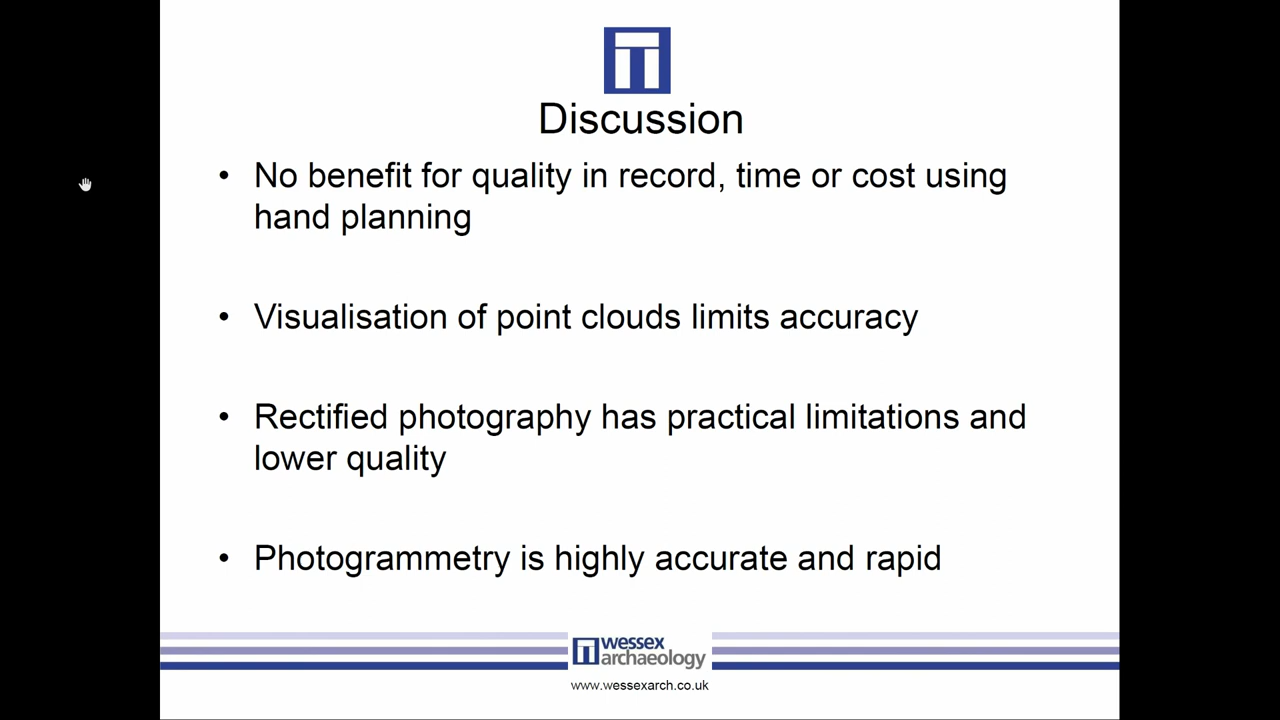 Discussion
• No benefit for quality in record, time or cost using
hand planning
• Visualisation of point clouds limits accuracy
• Rectified photography has practical limitations and
lower quality
• Photogrammetry is highly accurate and rapid
wessex
archaeology
www.wessexarch.co.uk